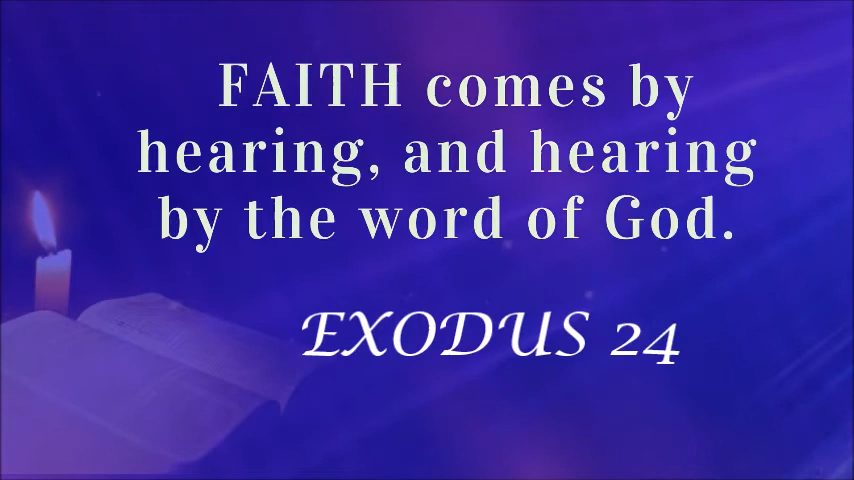 FAITH comes by
hearing, and hearing
by the word of God.
EXODUS 24